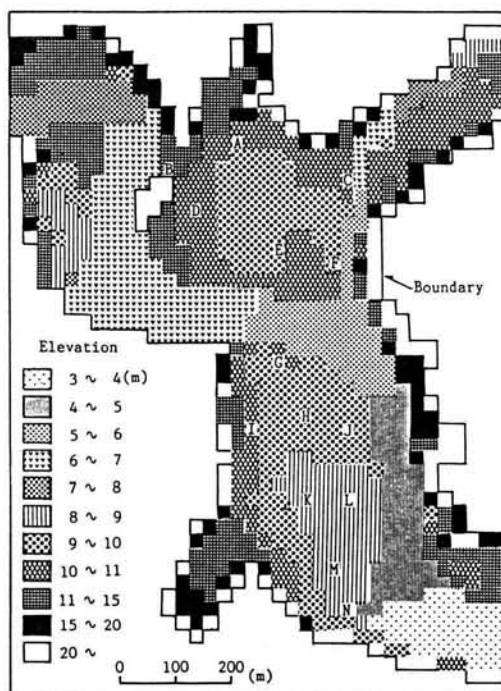 A
B
C
D
E
F
Boundary
Elevation
3 ~ 4(m)
4 ~ 5
5 ~ 6
6 ~ 7
7 ~ 8
8 ~ 9
9 ~ 10
10 ~ 11
11 ~ 15
15 ~ 20
20 ~
G
H
I
J
K
L
M
N
0 100 200 (m)